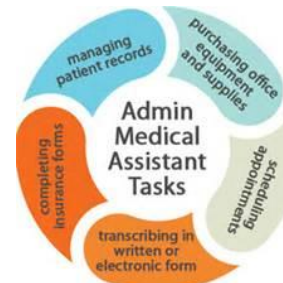 Admin
Medical
Assistant
Tasks
managing
patient records
purchasing office
equipment
and supplies
scheduling
appointments
transcribing in
written or
electronic form
completing
insurance forms